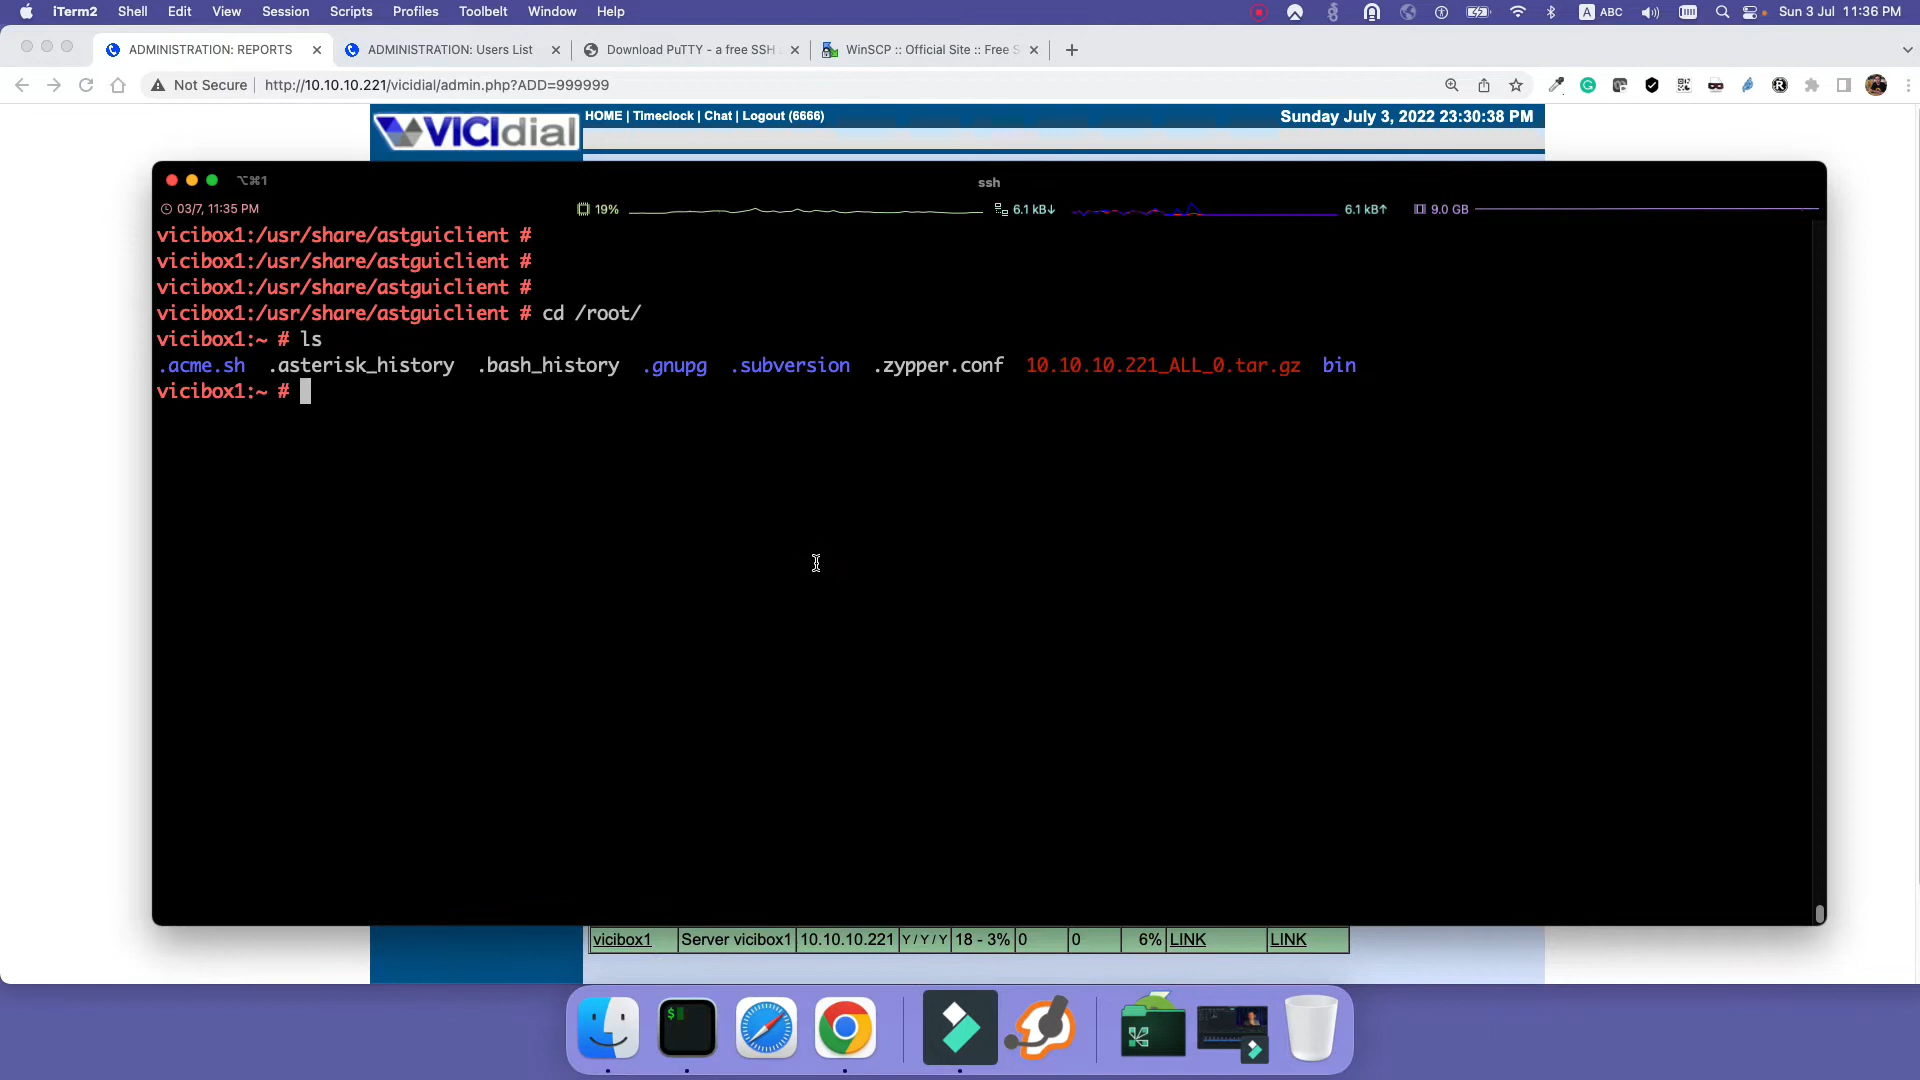 iTerm2 Shell Edit View Session Scripts Profiles Toolbelt Window Help A ABC Sun 3 Jul 11:36 PM
ADMINISTRATION: REPORTS ADMINISTRATION: Users List Download PuTTY - a free SSH WinSCP :: Official Site :: Free S
Not Secure http://10.10.10.221/vicidial/admin.php?ADD=999999
VICIdial HOME | Timeclock | Chat | Logout (6666) Sunday July 3, 2022 23:30:38 PM
⌥⌘1 ssh
03/7, 11:35 PM 19% 6.1 kB↓ 6.1 kB↑ 9.0 GB
vicibox1:/usr/share/astguiclient #
vicibox1:/usr/share/astguiclient #
vicibox1:/usr/share/astguiclient #
vicibox1:/usr/share/astguiclient # cd /root/
vicibox1:~ # ls
.acme.sh .asterisk_history .bash_history .gnupg .subversion .zypper.conf 10.10.10.221_ALL_0.tar.gz bin
vicibox1:~ #
vicibox1 Server vicibox1 10.10.10.221 Y / Y / Y 18 - 3% 0 0 6% LINK LINK
$